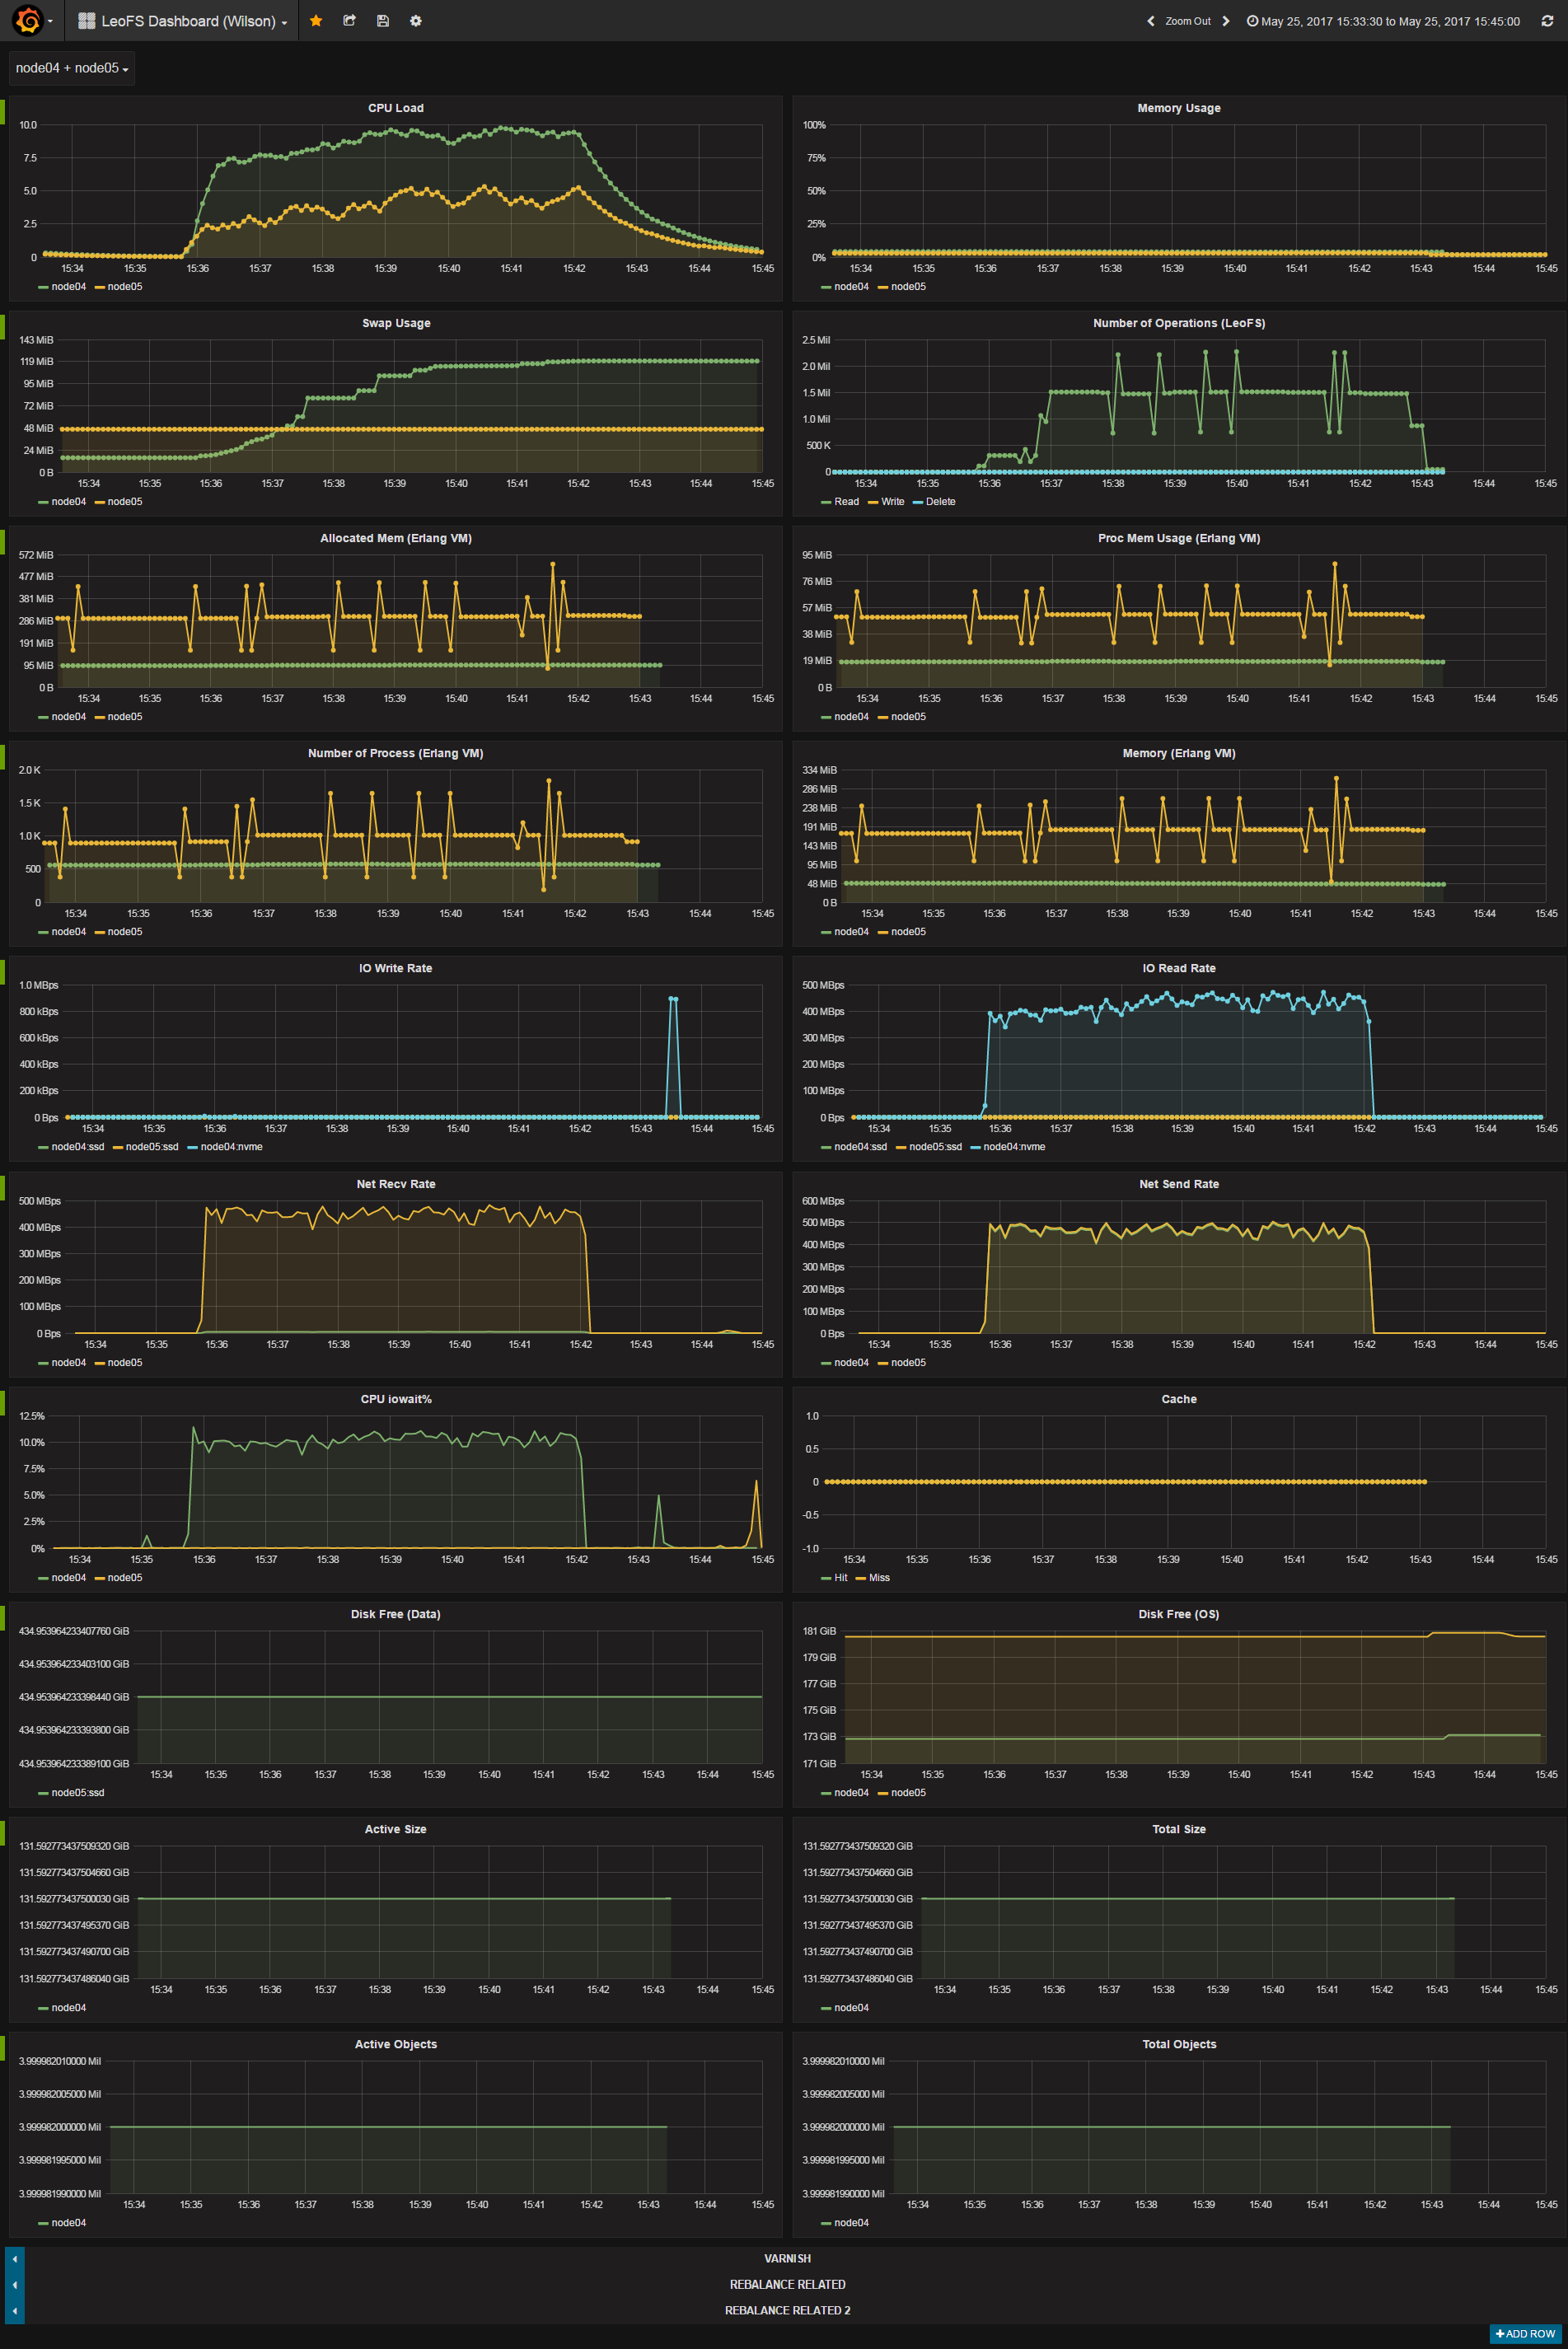 LeoFS Dashboard (Wilson)
Zoom Out
May 25, 2017 15:33:30 to May 25, 2017 15:45:00
node04 + node05
CPU Load
10.0
7.5
5.0
2.5
0
15:34 15:35 15:36 15:37 15:38 15:39 15:40 15:41 15:42 15:43 15:44 15:45
node04 node05
Memory Usage
100%
75%
50%
25%
0%
15:34 15:35 15:36 15:37 15:38 15:39 15:40 15:41 15:42 15:43 15:44 15:45
node04 node05
Swap Usage
143 MiB
119 MiB
95 MiB
72 MiB
48 MiB
24 MiB
0 B
15:34 15:35 15:36 15:37 15:38 15:39 15:40 15:41 15:42 15:43 15:44 15:45
node04 node05
Number of Operations (LeoFS)
2.5 Mil
2.0 Mil
1.5 Mil
1.0 Mil
500 K
0
15:34 15:35 15:36 15:37 15:38 15:39 15:40 15:41 15:42 15:43 15:44 15:45
Read Write Delete
Allocated Mem (Erlang VM)
572 MiB
477 MiB
381 MiB
286 MiB
191 MiB
95 MiB
0 B
15:34 15:35 15:36 15:37 15:38 15:39 15:40 15:41 15:42 15:43 15:44 15:45
node04 node05
Proc Mem Usage (Erlang VM)
95 MiB
76 MiB
57 MiB
38 MiB
19 MiB
0 B
15:34 15:35 15:36 15:37 15:38 15:39 15:40 15:41 15:42 15:43 15:44 15:45
node04 node05
Number of Process (Erlang VM)
2.0 K
1.5 K
1.0 K
500
0
15:34 15:35 15:36 15:37 15:38 15:39 15:40 15:41 15:42 15:43 15:44 15:45
node04 node05
Memory (Erlang VM)
334 MiB
286 MiB
238 MiB
191 MiB
143 MiB
95 MiB
48 MiB
0 B
15:34 15:35 15:36 15:37 15:38 15:39 15:40 15:41 15:42 15:43 15:44 15:45
node04 node05
IO Write Rate
1.0 MBps
800 kBps
600 kBps
400 kBps
200 kBps
0 Bps
15:34 15:35 15:36 15:37 15:38 15:39 15:40 15:41 15:42 15:43 15:44 15:45
node04:ssd node05:ssd node04:nvme
IO Read Rate
500 MBps
400 MBps
300 MBps
200 MBps
100 MBps
0 Bps
15:34 15:35 15:36 15:37 15:38 15:39 15:40 15:41 15:42 15:43 15:44 15:45
node04:ssd node05:ssd node04:nvme
Net Recv Rate
500 MBps
400 MBps
300 MBps
200 MBps
100 MBps
0 Bps
15:34 15:35 15:36 15:37 15:38 15:39 15:40 15:41 15:42 15:43 15:44 15:45
node04 node05
Net Send Rate
600 MBps
500 MBps
400 MBps
300 MBps
200 MBps
100 MBps
0 Bps
15:34 15:35 15:36 15:37 15:38 15:39 15:40 15:41 15:42 15:43 15:44 15:45
node04 node05
CPU iowait%
12.5%
10.0%
7.5%
5.0%
2.5%
0%
15:34 15:35 15:36 15:37 15:38 15:39 15:40 15:41 15:42 15:43 15:44 15:45
node04 node05
Cache
1.0
0.5
0
-0.5
-1.0
15:34 15:35 15:36 15:37 15:38 15:39 15:40 15:41 15:42 15:43 15:44 15:45
Hit Miss
Disk Free (Data)
434.953964233407760 GiB
434.953964233403100 GiB
434.953964233398440 GiB
434.953964233393800 GiB
434.953964233389100 GiB
15:34 15:35 15:36 15:37 15:38 15:39 15:40 15:41 15:42 15:43 15:44 15:45
node05:ssd
Disk Free (OS)
181 GiB
179 GiB
177 GiB
175 GiB
173 GiB
171 GiB
15:34 15:35 15:36 15:37 15:38 15:39 15:40 15:41 15:42 15:43 15:44 15:45
node04 node05
Active Size
131.592773437509320 GiB
131.592773437504660 GiB
131.592773437500030 GiB
131.592773437495370 GiB
131.592773437490700 GiB
131.592773437486040 GiB
15:34 15:35 15:36 15:37 15:38 15:39 15:40 15:41 15:42 15:43 15:44 15:45
node04
Total Size
131.592773437509320 GiB
131.592773437504660 GiB
131.592773437500030 GiB
131.592773437495370 GiB
131.592773437490700 GiB
131.592773437486040 GiB
15:34 15:35 15:36 15:37 15:38 15:39 15:40 15:41 15:42 15:43 15:44 15:45
node04
Active Objects
3.999982010000 Mil
3.999982005000 Mil
3.999982000000 Mil
3.999981995000 Mil
3.999981990000 Mil
15:34 15:35 15:36 15:37 15:38 15:39 15:40 15:41 15:42 15:43 15:44 15:45
node04
Total Objects
3.999982010000 Mil
3.999982005000 Mil
3.999982000000 Mil
3.999981995000 Mil
3.999981990000 Mil
15:34 15:35 15:36 15:37 15:38 15:39 15:40 15:41 15:42 15:43 15:44 15:45
node04
VARNISH
REBALANCE RELATED
REBALANCE RELATED 2
+ ADD ROW